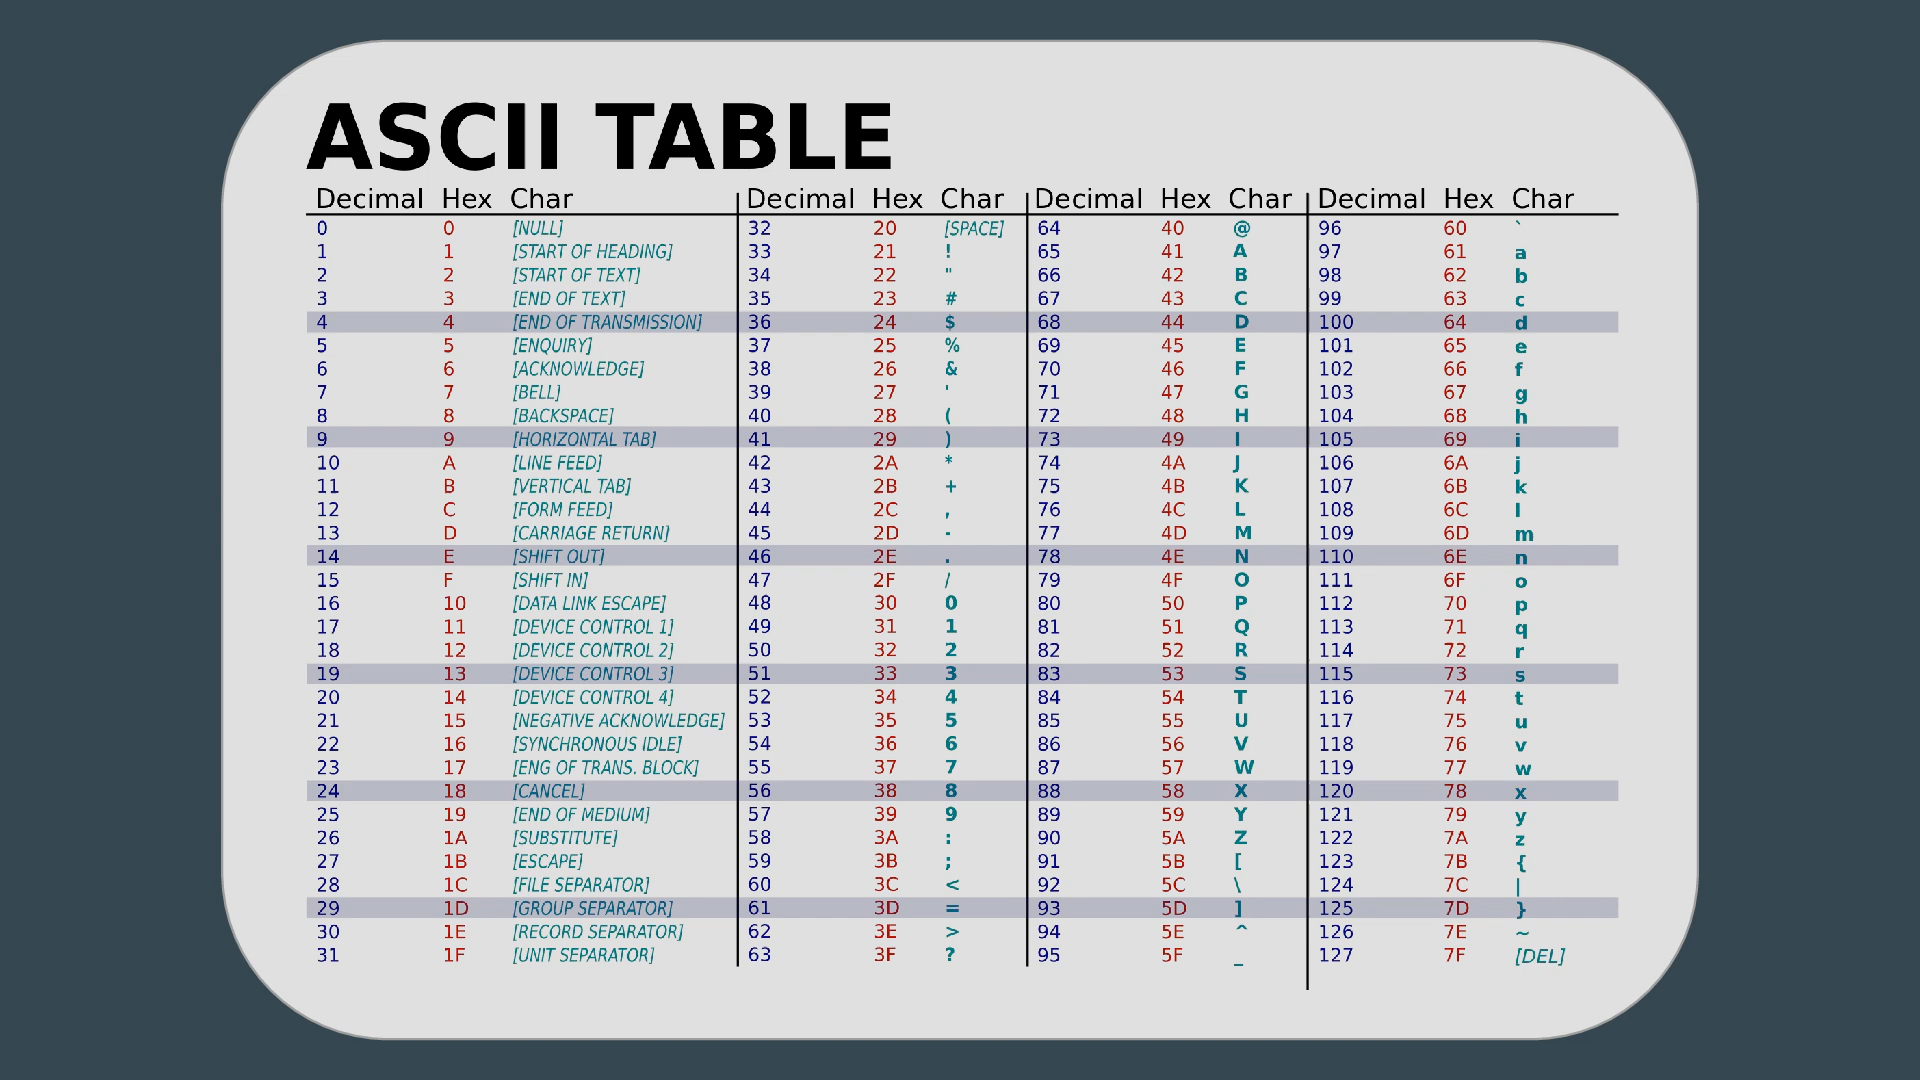 ASCII TABLE
Decimal Hex Char Decimal Hex Char Decimal Hex Char Decimal Hex Char
0 0 [NULL] 32 20 [SPACE] 64 40 @ 96 60 `
1 1 [START OF HEADING] 33 21 ! 65 41 A 97 61 a
2 2 [START OF TEXT] 34 22 " 66 42 B 98 62 b
3 3 [END OF TEXT] 35 23 # 67 43 C 99 63 c
4 4 [END OF TRANSMISSION] 36 24 $ 68 44 D 100 64 d
5 5 [ENQUIRY] 37 25 % 69 45 E 101 65 e
6 6 [ACKNOWLEDGE] 38 26 & 70 46 F 102 66 f
7 7 [BELL] 39 27 ' 71 47 G 103 67 g
8 8 [BACKSPACE] 40 28 ( 72 48 H 104 68 h
9 9 [HORIZONTAL TAB] 41 29 ) 73 49 I 105 69 i
10 A [LINE FEED] 42 2A * 74 4A J 106 6A j
11 B [VERTICAL TAB] 43 2B + 75 4B K 107 6B k
12 C [FORM FEED] 44 2C , 76 4C L 108 6C l
13 D [CARRIAGE RETURN] 45 2D - 77 4D M 109 6D m
14 E [SHIFT OUT] 46 2E . 78 4E N 110 6E n
15 F [SHIFT IN] 47 2F / 79 4F O 111 6F o
16 10 [DATA LINK ESCAPE] 48 30 0 80 50 P 112 70 p
17 11 [DEVICE CONTROL 1] 49 31 1 81 51 Q 113 71 q
18 12 [DEVICE CONTROL 2] 50 32 2 82 52 R 114 72 r
19 13 [DEVICE CONTROL 3] 51 33 3 83 53 S 115 73 s
20 14 [DEVICE CONTROL 4] 52 34 4 84 54 T 116 74 t
21 15 [NEGATIVE ACKNOWLEDGE] 53 35 5 85 55 U 117 75 u
22 16 [SYNCHRONOUS IDLE] 54 36 6 86 56 V 118 76 v
23 17 [ENG OF TRANS. BLOCK] 55 37 7 87 57 W 119 77 w
24 18 [CANCEL] 56 38 8 88 58 X 120 78 x
25 19 [END OF MEDIUM] 57 39 9 89 59 Y 121 79 y
26 1A [SUBSTITUTE] 58 3A : 90 5A Z 122 7A z
27 1B [ESCAPE] 59 3B ; 91 5B [ 123 7B {
28 1C [FILE SEPARATOR] 60 3C < 92 5C \ 124 7C |
29 1D [GROUP SEPARATOR] 61 3D = 93 5D ] 125 7D }
30 1E [RECORD SEPARATOR] 62 3E > 94 5E ^ 126 7E ~
31 1F [UNIT SEPARATOR] 63 3F ? 95 5F _ 127 7F [DEL]